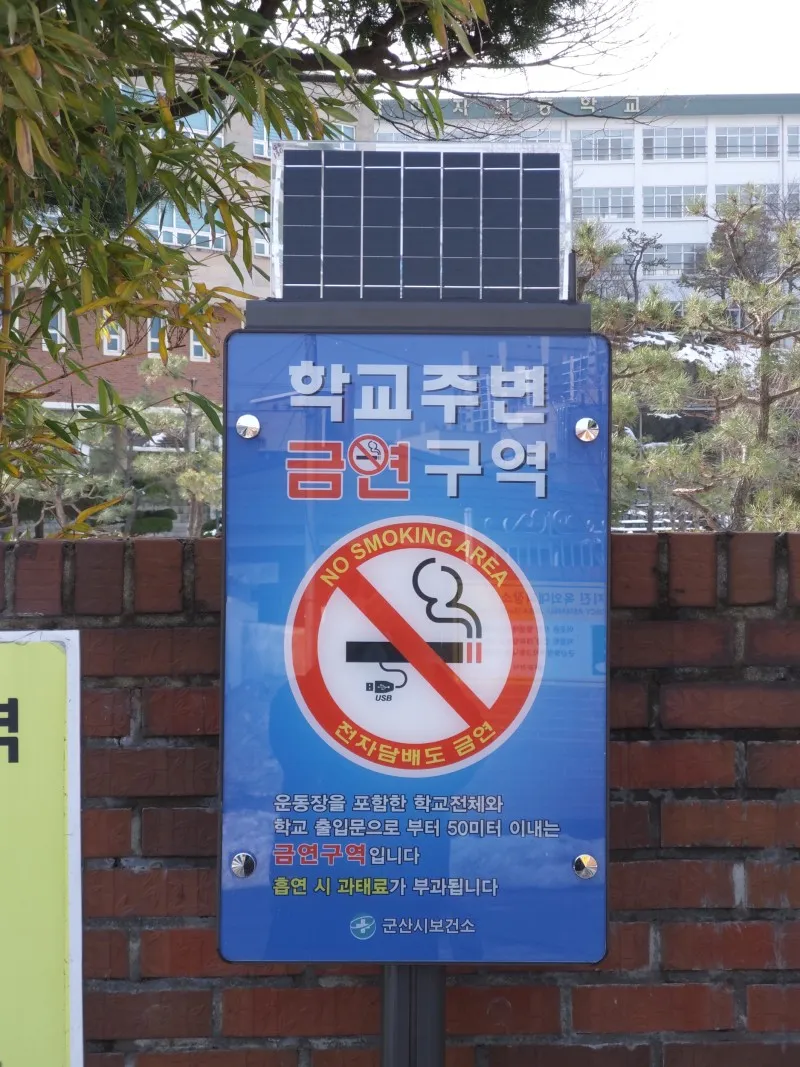 학교주변
금연구역
NO SMOKING AREA
USB
전자담배도 금연
운동장을 포함한 학교전체와
학교 출입문으로 부터 50미터 이내는
금연구역입니다
흡연 시 과태료가 부과됩니다
군산시보건소
역